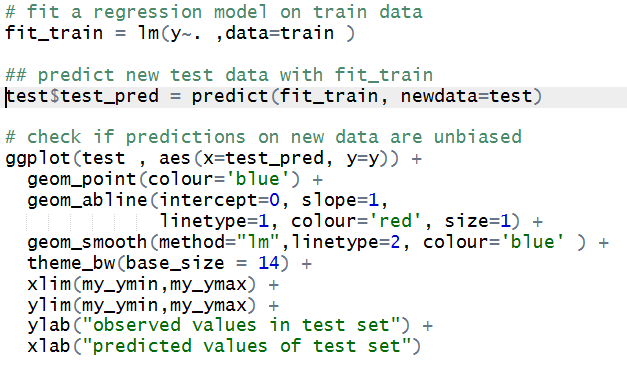 # fit a regression model on train data
fit_train = lm(y~. ,data=train )
## predict new test data with fit_train
test$test_pred = predict(fit_train, newdata=test)
# check if predictions on new data are unbiased
ggplot(test , aes(x=test_pred, y=y)) +
  geom_point(colour='blue') +
  geom_abline(intercept=0, slope=1,
              linetype=1, colour='red', size=1) +
  geom_smooth(method="lm",linetype=2, colour='blue' ) +
  theme_bw(base_size = 14) +
  xlim(my_ymin,my_ymax) +
  ylim(my_ymin,my_ymax) +
  ylab("observed values in test set") +
  xlab("predicted values of test set")